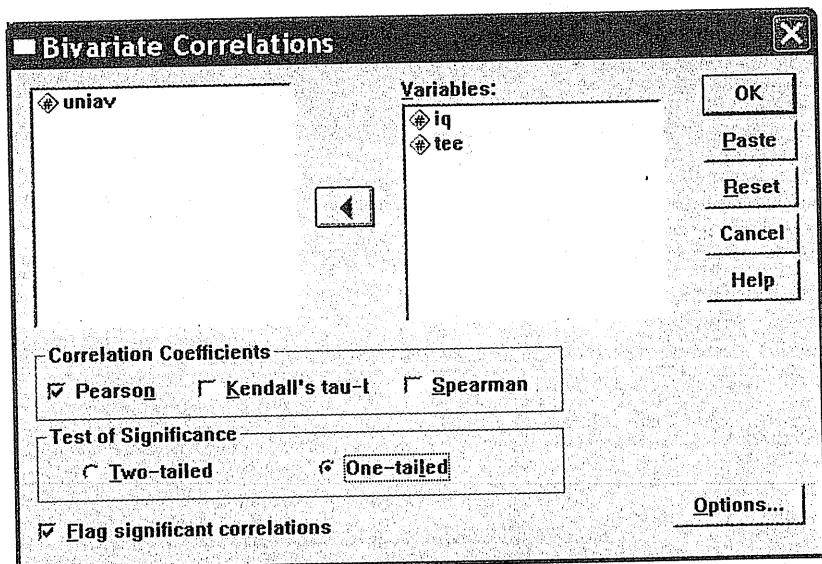 Bivariate Correlations
uniav
Variables:
iq
tee
OK
Paste
Reset
Cancel
Help
Correlation Coefficients
Pearson Kendall's tau-b Spearman
Test of Significance
Two-tailed One-tailed
Flag significant correlations
Options...